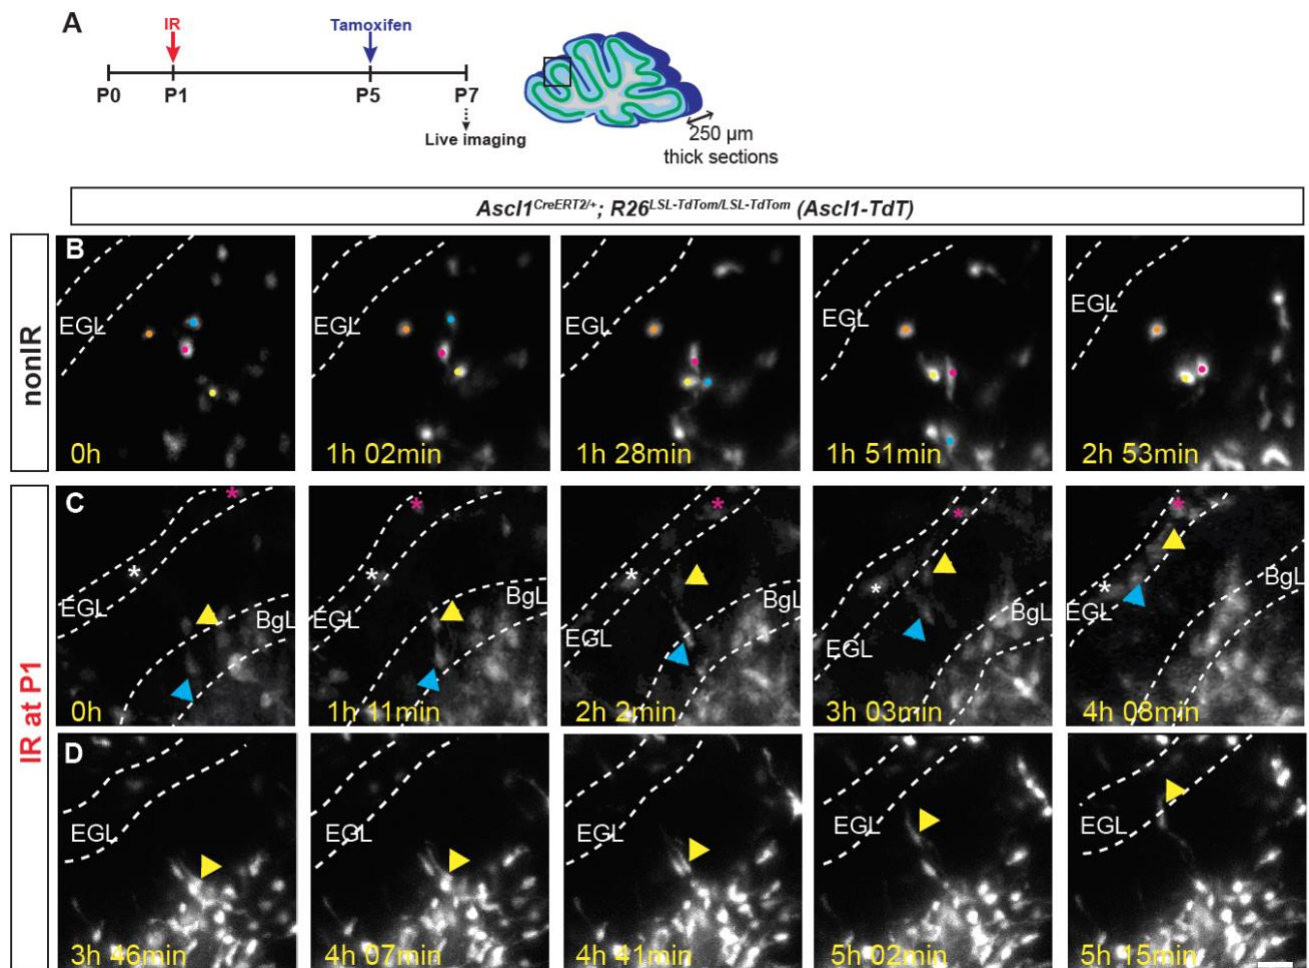 A
IR
Tamoxifen
P0
P1
P5
P7
Live imaging
250 µm
thick sections
Ascl1CreERT2/+; R26LSL-TdTom/LSL-TdTom (Ascl1-TdT)
nonIR
B
EGL
0h
EGL
1h 02min
EGL
1h 28min
EGL
1h 51min
EGL
2h 53min
IR at P1
C
*
*
EGL
BgL
0h
*
*
EGL
BgL
1h 11min
*
*
EGL
BgL
2h 2min
*
*
EGL
BgL
3h 03min
*
*
EGL
BgL
4h 08min
D
EGL
3h 46min
EGL
4h 07min
EGL
4h 41min
EGL
5h 02min
EGL
5h 15min